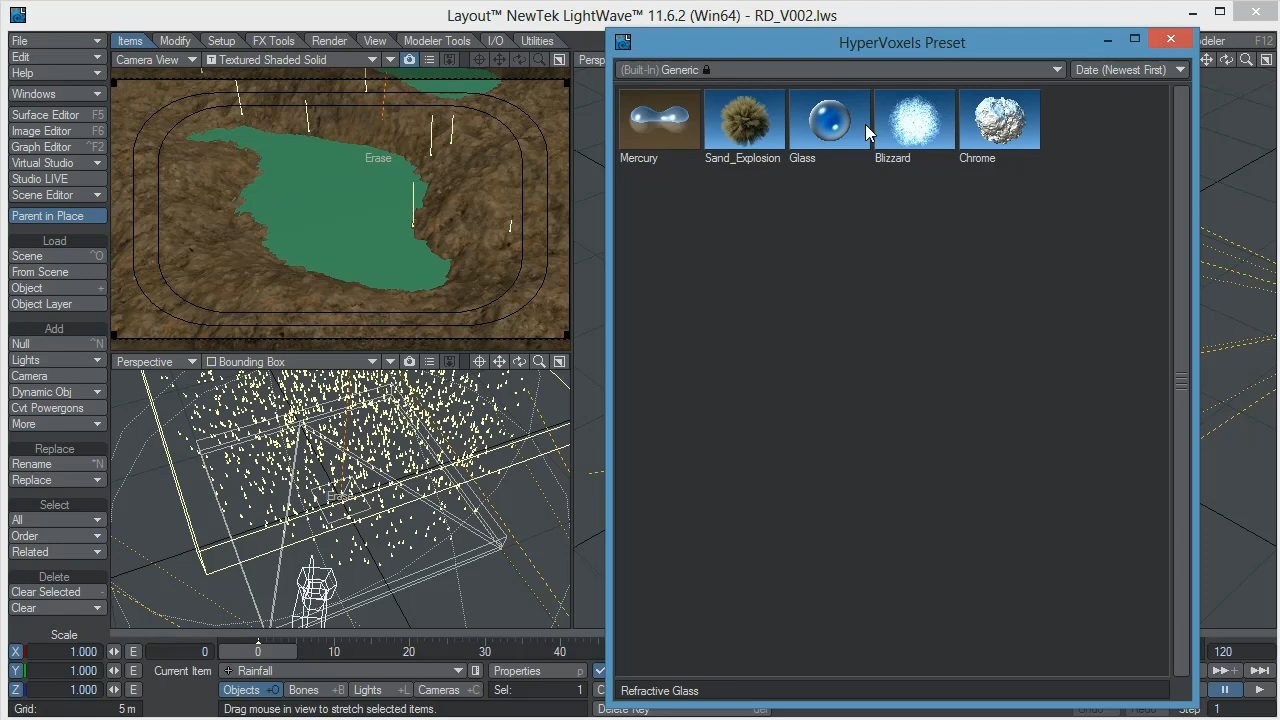 Layout™ NewTek LightWave™ 11.6.2 (Win64) - RD_V002.lws
File
Edit
Help
Windows
Surface Editor F5
Image Editor F6
Graph Editor ^F2
Virtual Studio
Studio LIVE
Scene Editor
Parent in Place
Load
Scene ^O
From Scene
Object +
Object Layer
Add
Null ^N
Lights
Camera
Dynamic Obj
Cvt Powergons
More
Replace
Rename ^N
Replace
Select
All
Order
Related
Delete
Clear Selected -
Clear
Scale
X 1.000 E
Y 1.000 E
Z 1.000 E
Grid: 5 m
Items Modify Setup FX Tools Render View Modeler Tools I/O Utilities
Camera View Textured Shaded Solid
Erase
Perspective Bounding Box
0
0 10 20 30 40
Current Item Rainfall Properties p
Objects +O Bones +B Lights +L Cameras +C Sel: 1
Drag mouse in view to stretch selected items.
Persp
HyperVoxels Preset
(Built-In) Generic Date (Newest First)
Mercury Sand_Explosion Glass Blizzard Chrome
Refractive Glass
deler F12
120
Step 1